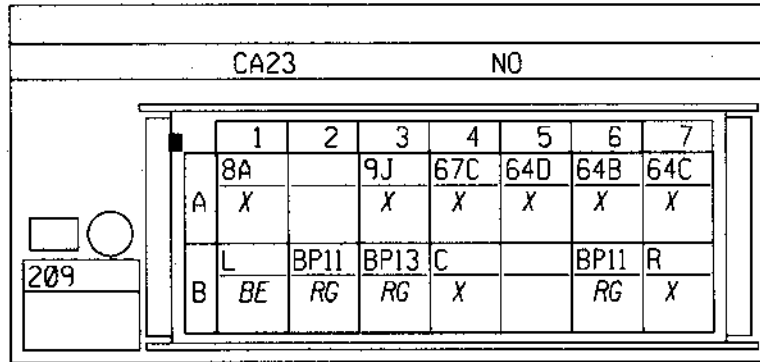 CA23 NO
1 2 3 4 5 6 7
8A 9J 67C 64D 64B 64C
A X X X X X X
L BP11 BP13 C BP11 R
B BE RG RG X RG X
209